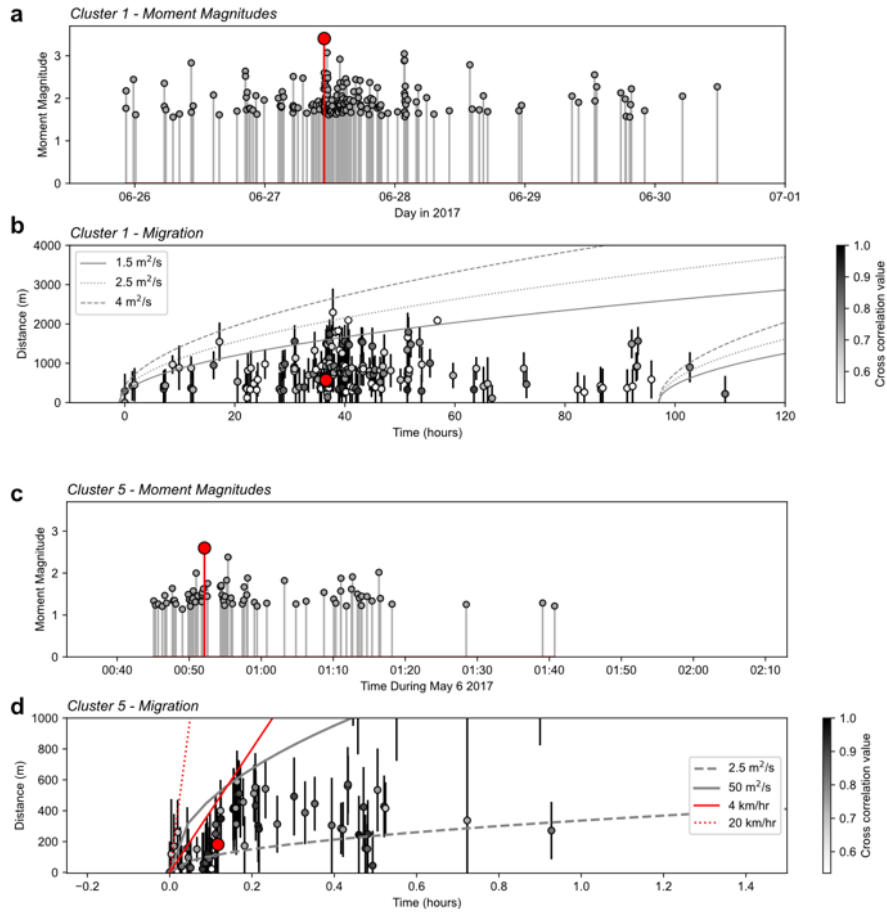 a
Cluster 1 - Moment Magnitudes
Moment Magnitude
3
2
1
0
06-26 06-27 06-28 06-29 06-30 07-01
Day in 2017
b
Cluster 1 - Migration
Distance (m)
4000
3000
2000
1000
0
1.5 m²/s
2.5 m²/s
4 m²/s
0 20 40 60 80 100 120
Time (hours)
1.0
0.9
0.8
0.7
0.6
Cross correlation value
c
Cluster 5 - Moment Magnitudes
Moment Magnitude
3
2
1
0
00:40 00:50 01:00 01:10 01:20 01:30 01:40 01:50 02:00 02:10
Time During May 6 2017
d
Cluster 5 - Migration
Distance (m)
1000
800
600
400
200
0
2.5 m²/s
50 m²/s
4 km/hr
20 km/hr
−0.2 0.0 0.2 0.4 0.6 0.8 1.0 1.2 1.4
Time (hours)
1.0
0.9
0.8
0.7
0.6
Cross correlation value